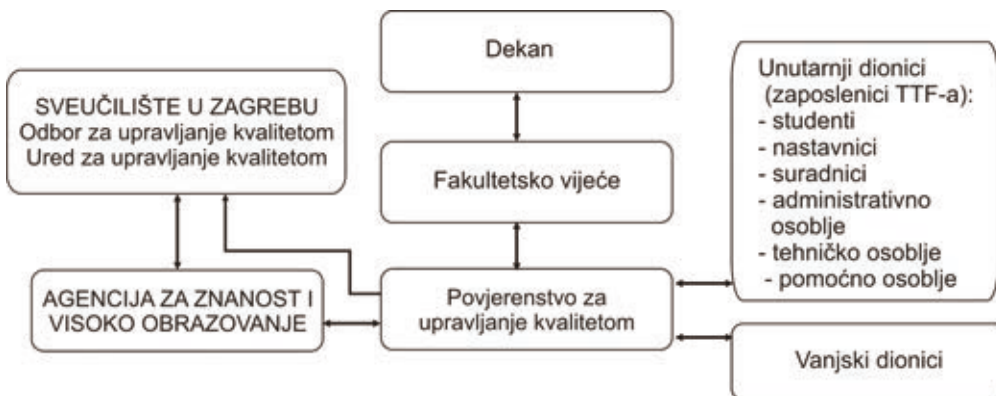 Dekan
SVEUČILIŠTE U ZAGREBU
Odbor za upravljanje kvalitetom
Ured za upravljanje kvalitetom
Fakultetsko vijeće
Unutarnji dionici
(zaposlenici TTF-a):
- studenti
- nastavnici
- suradnici
- administrativno
osoblje
- tehničko osoblje
- pomoćno osoblje
AGENCIJA ZA ZNANOST I
VISOKO OBRAZOVANJE
Povjerenstvo za
upravljanje kvalitetom
Vanjski dionici